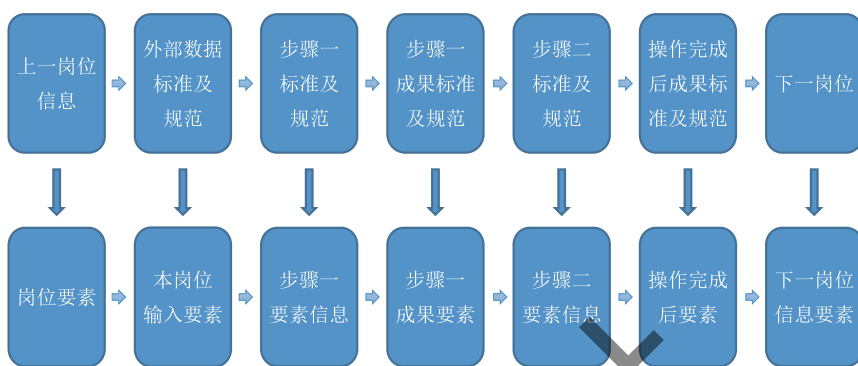 上一岗位
信息
外部数据
标准及
规范
步骤一
标准及
规范
步骤一
成果标准
及规范
步骤二
标准及
规范
操作完成
后成果标
准及规范
下一岗位
岗位要素
本岗位
输入要素
步骤一
要素信息
步骤一
成果要素
步骤二
要素信息
操作完成
后要素
下一岗位
信息要素